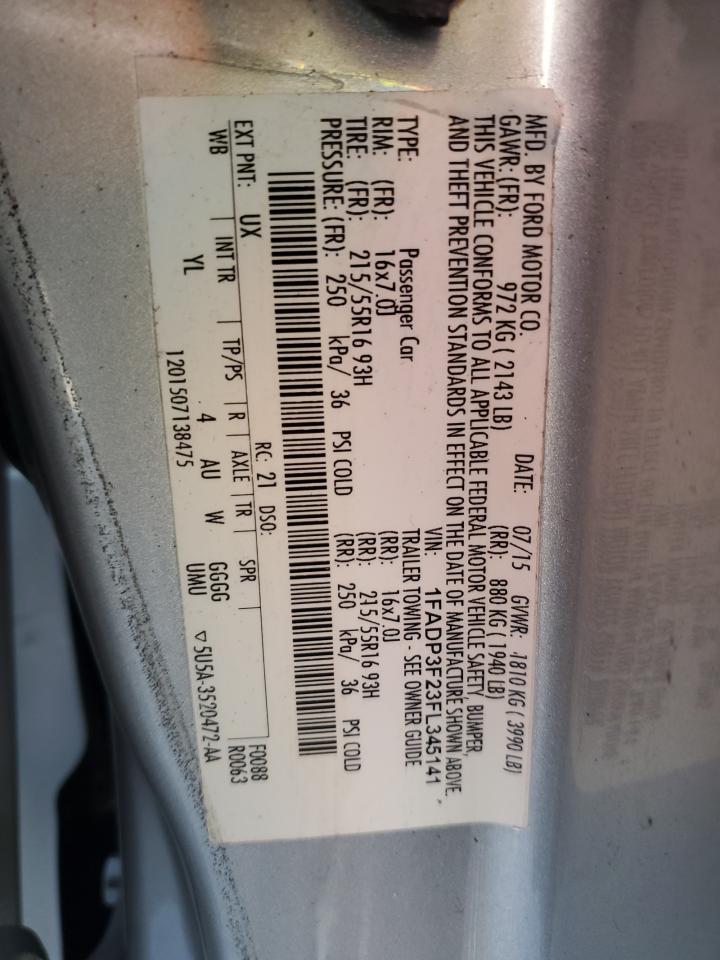 MFD. BY FORD MOTOR CO.
DATE: 07/15 GVWR: 1810 KG ( 3990 LB)
GAWR: (FR): 972 KG ( 2143 LB) (RR): 880 KG ( 1940 LB)
THIS VEHICLE CONFORMS TO ALL APPLICABLE FEDERAL MOTOR VEHICLE SAFETY, BUMPER,
AND THEFT PREVENTION STANDARDS IN EFFECT ON THE DATE OF MANUFACTURE SHOWN ABOVE.
VIN: 1FADP3F23FL345141
TYPE: Passenger Car TRAILER TOWING - SEE OWNER GUIDE
RIM: (FR): 16x7.0J (RR): 16x7.0J
TIRE: (FR): 215/55R16 93H (RR): 215/55R16 93H
PRESSURE: (FR): 250 kPa/ 36 PSI COLD (RR): 250 kPa/ 36 PSI COLD
RC: 21 DSO: F0088
EXT PNT: UX R0063
WB INT TR TP/PS R AXLE TR SPR
YL 4 AU W GGGG
UMU
1201507138475 ▽5U5A-3520472-AA